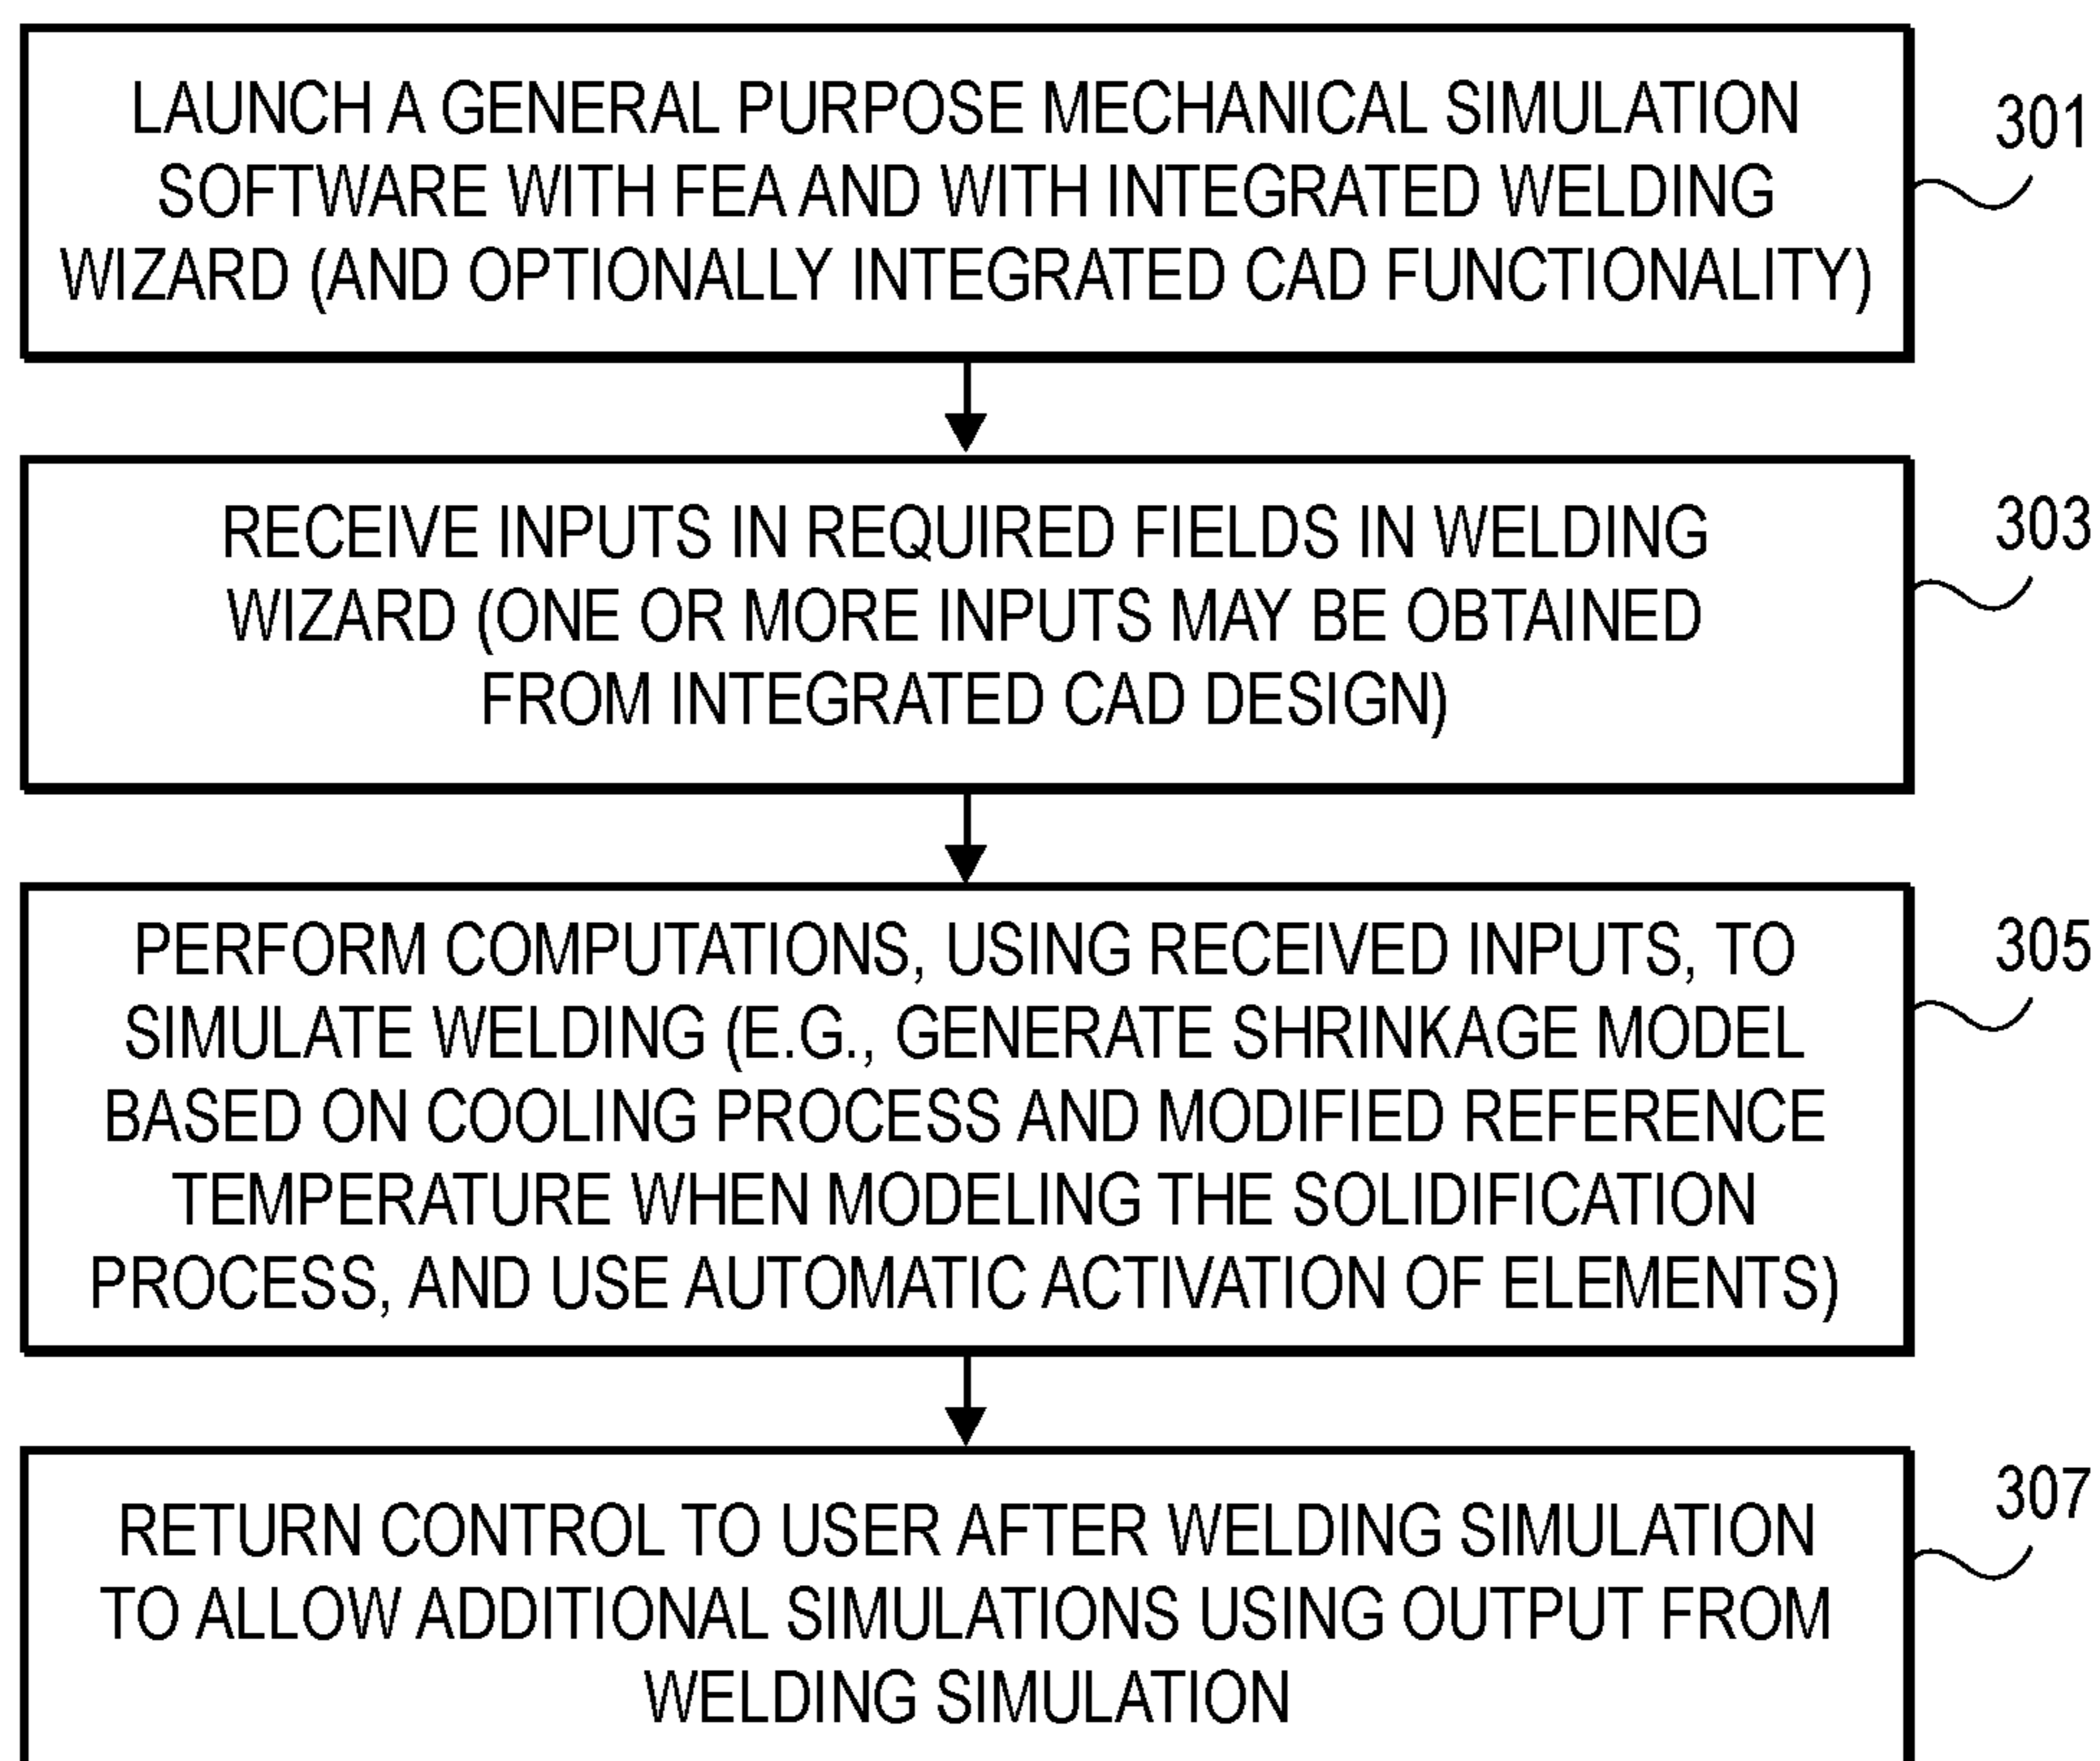 LAUNCH A GENERAL PURPOSE MECHANICAL SIMULATION
SOFTWARE WITH FEA AND WITH INTEGRATED WELDING
WIZARD (AND OPTIONALLY INTEGRATED CAD FUNCTIONALITY)
301
RECEIVE INPUTS IN REQUIRED FIELDS IN WELDING
WIZARD (ONE OR MORE INPUTS MAY BE OBTAINED
FROM INTEGRATED CAD DESIGN)
303
PERFORM COMPUTATIONS, USING RECEIVED INPUTS, TO
SIMULATE WELDING (E.G., GENERATE SHRINKAGE MODEL
BASED ON COOLING PROCESS AND MODIFIED REFERENCE
TEMPERATURE WHEN MODELING THE SOLIDIFICATION
PROCESS, AND USE AUTOMATIC ACTIVATION OF ELEMENTS)
305
RETURN CONTROL TO USER AFTER WELDING SIMULATION
TO ALLOW ADDITIONAL SIMULATIONS USING OUTPUT FROM
WELDING SIMULATION
307